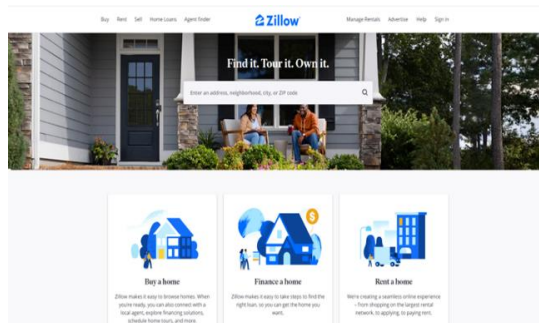 Buy Rent Sell Home Loans Agent finder
Zillow
Manage Rentals Advertise Help Sign in
Find it. Tour it. Own it.
Enter an address, neighborhood, city, or ZIP code
Buy a home
Zillow makes it easy to browse homes. When
you're ready, you can also connect with a
local agent, explore financing solutions,
schedule home tours, and more.
Finance a home
Zillow makes it easy to take steps to find the
right loan, so you can get the home you
want.
Rent a home
We're creating a seamless online experience
– from shopping on the largest rental
network, to applying, to paying rent.